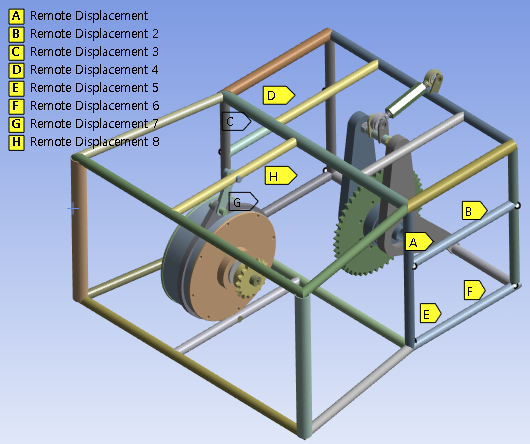 A Remote Displacement
B Remote Displacement 2
C Remote Displacement 3
D Remote Displacement 4
E Remote Displacement 5
F Remote Displacement 6
G Remote Displacement 7
H Remote Displacement 8
D
C
H
G
B
A
F
E